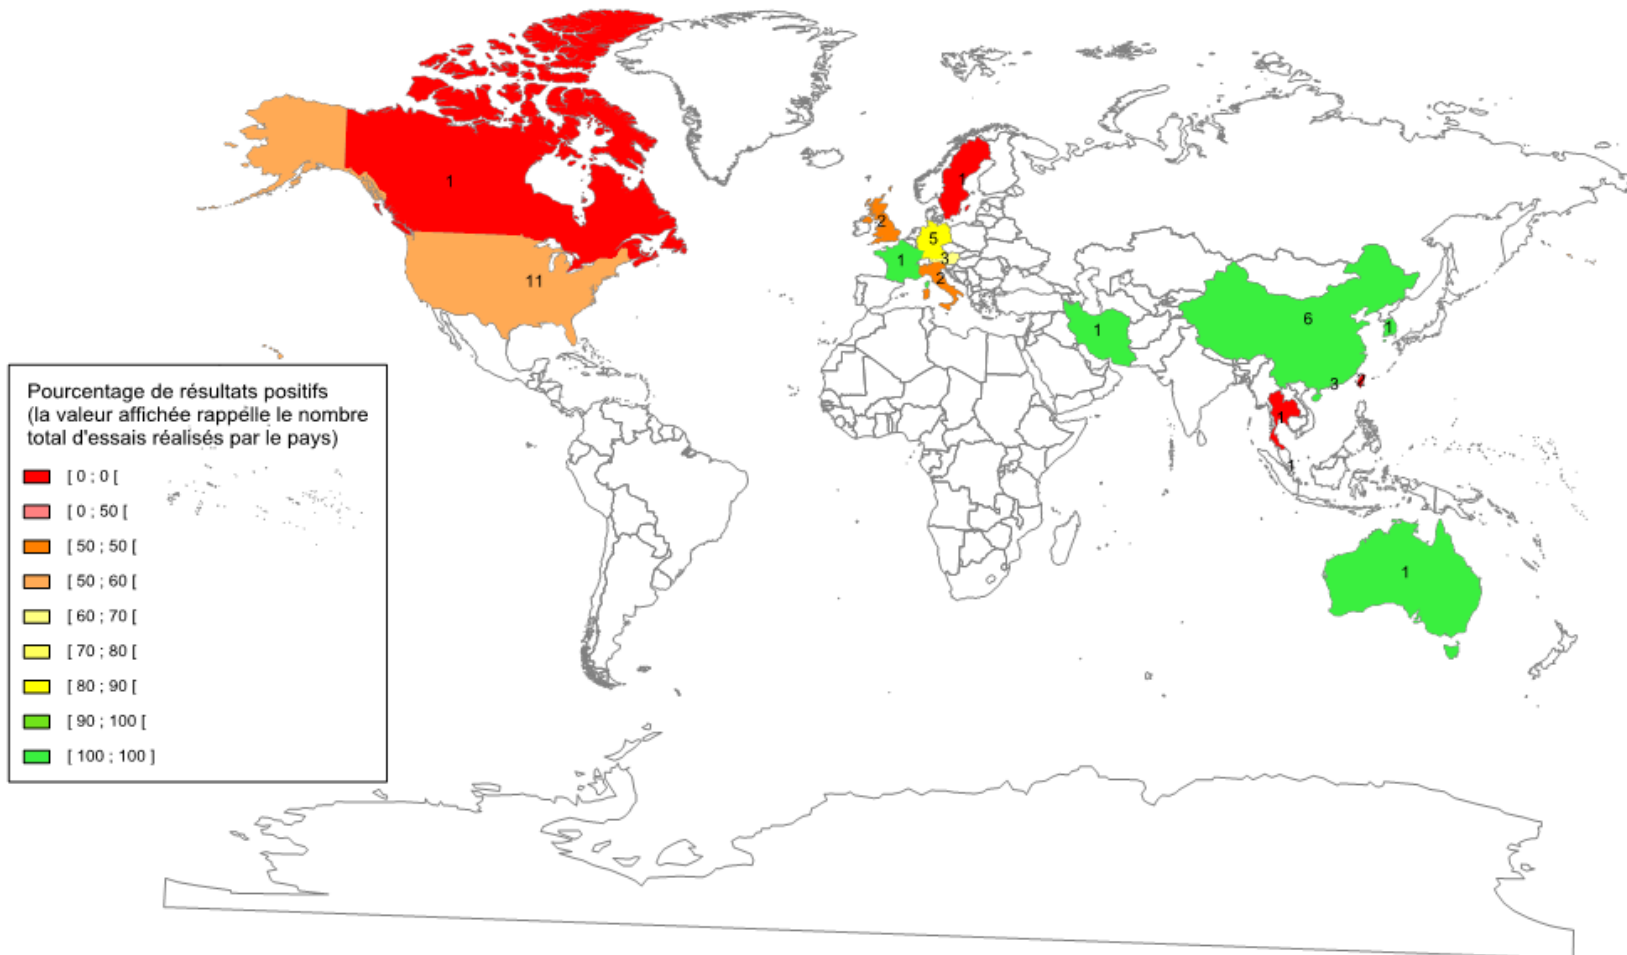 1
1
2
5
1
3
2
11
6
1
1
3
1
1
1
Pourcentage de résultats positifs
(la valeur affichée rappelle le nombre
total d'essais réalisés par le pays)
[ 0 ; 0 [
[ 0 ; 50 [
[ 50 ; 50 [
[ 50 ; 60 [
[ 60 ; 70 [
[ 70 ; 80 [
[ 80 ; 90 [
[ 90 ; 100 [
[ 100 ; 100 ]